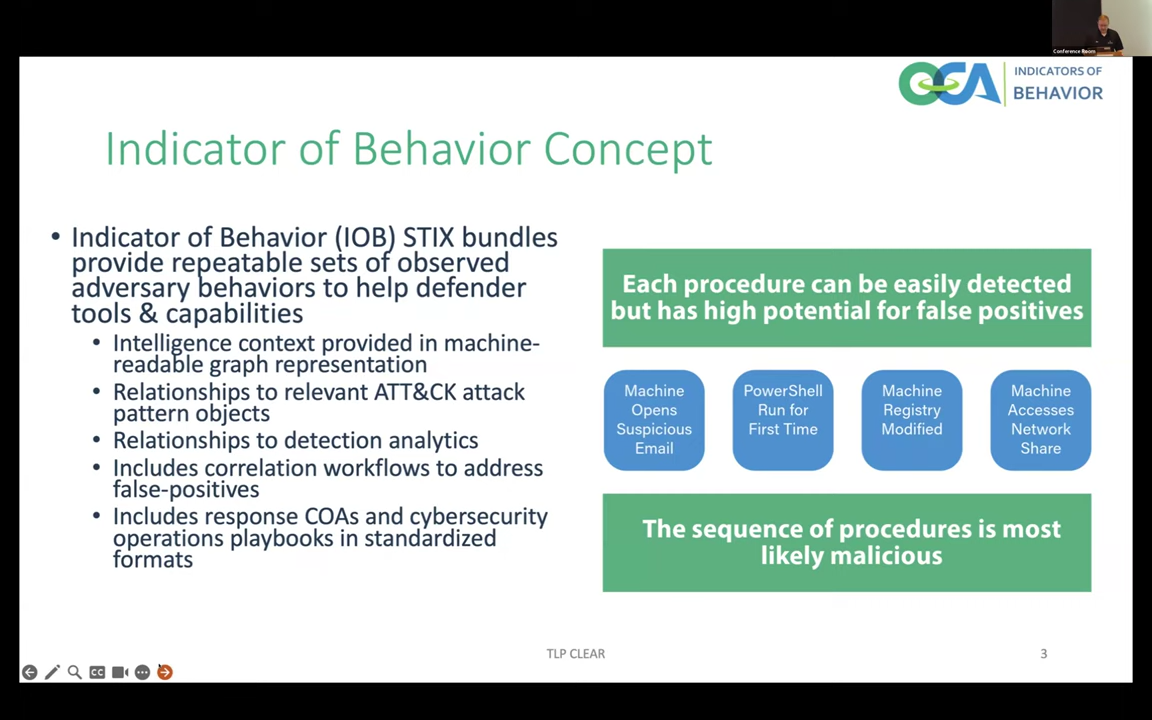 Conference Room
OCA
INDICATORS OF
BEHAVIOR
Indicator of Behavior Concept
• Indicator of Behavior (IOB) STIX bundles
provide repeatable sets of observed
adversary behaviors to help defender
tools & capabilities
• Intelligence context provided in machine-
readable graph representation
• Relationships to relevant ATT&CK attack
pattern objects
• Relationships to detection analytics
• Includes correlation workflows to address
false-positives
• Includes response COAs and cybersecurity
operations playbooks in standardized
formats
Each procedure can be easily detected
but has high potential for false positives
Machine
Opens
Suspicious
Email
PowerShell
Run for
First Time
Machine
Registry
Modified
Machine
Accesses
Network
Share
The sequence of procedures is most
likely malicious
TLP CLEAR
3
CC